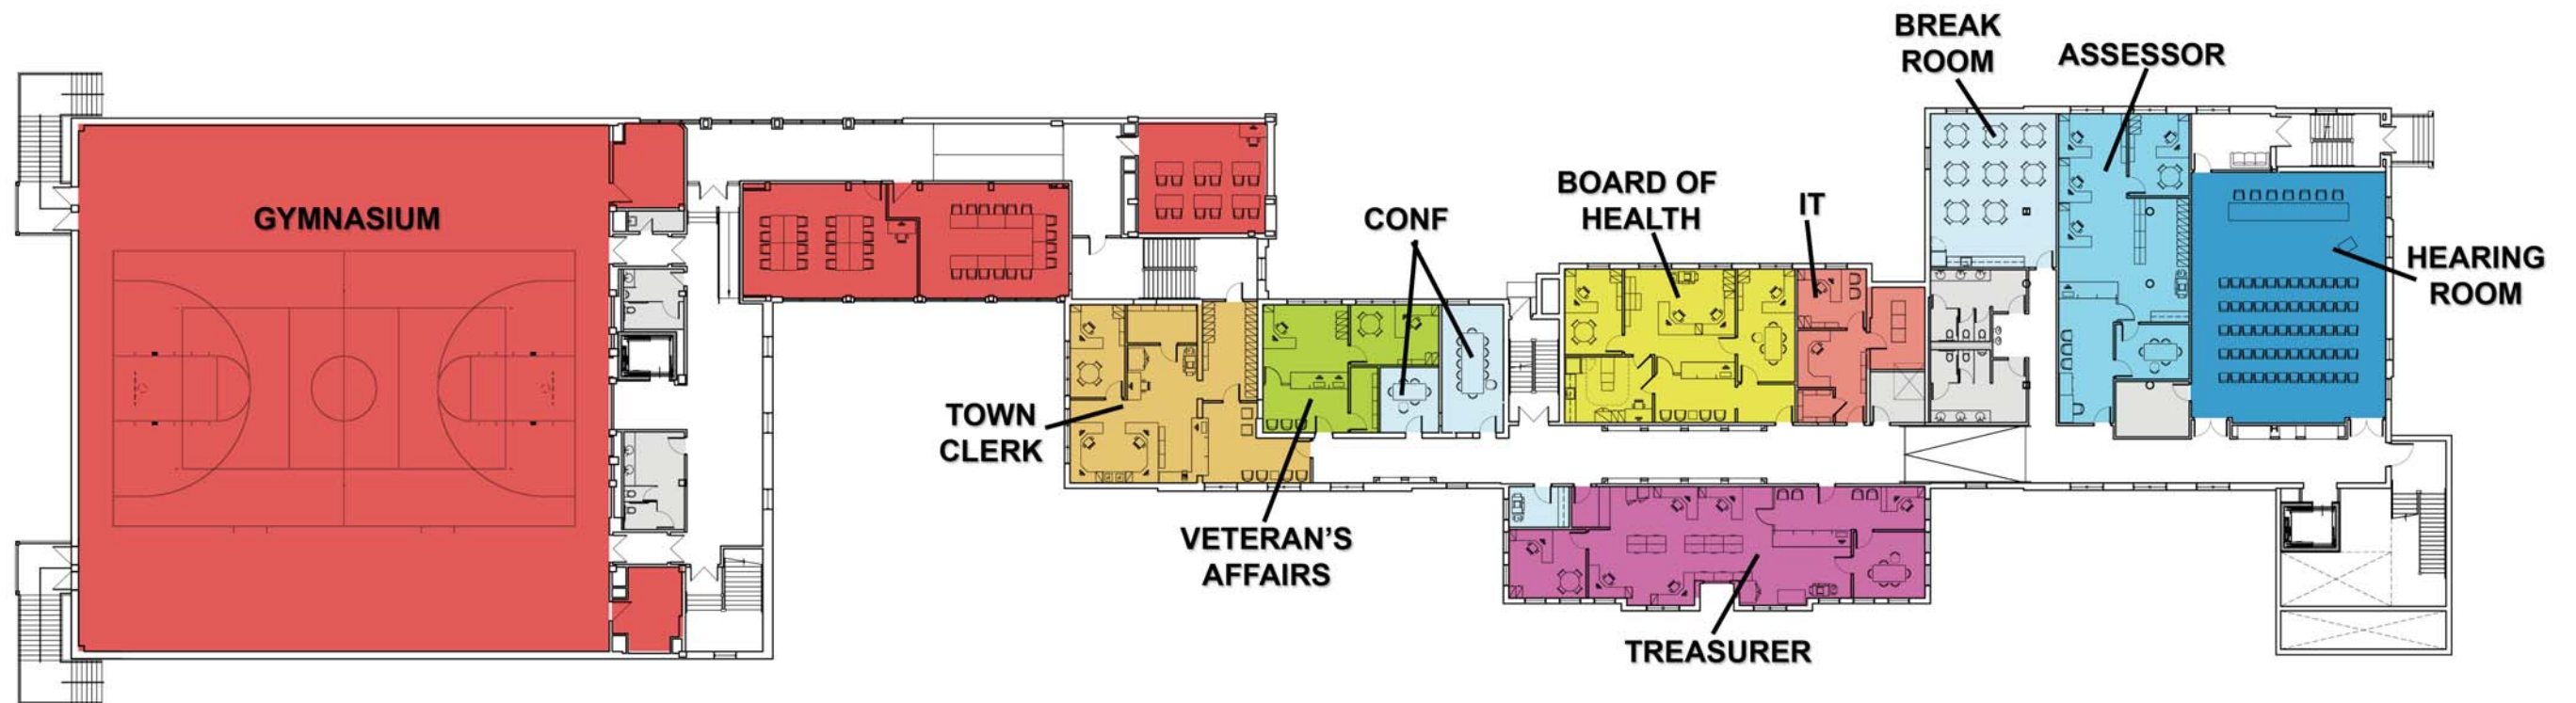 BREAK
ROOM
ASSESSOR
GYMNASIUM
BOARD OF
HEALTH
IT
CONF
HEARING
ROOM
TOWN
CLERK
VETERAN'S
AFFAIRS
TREASURER